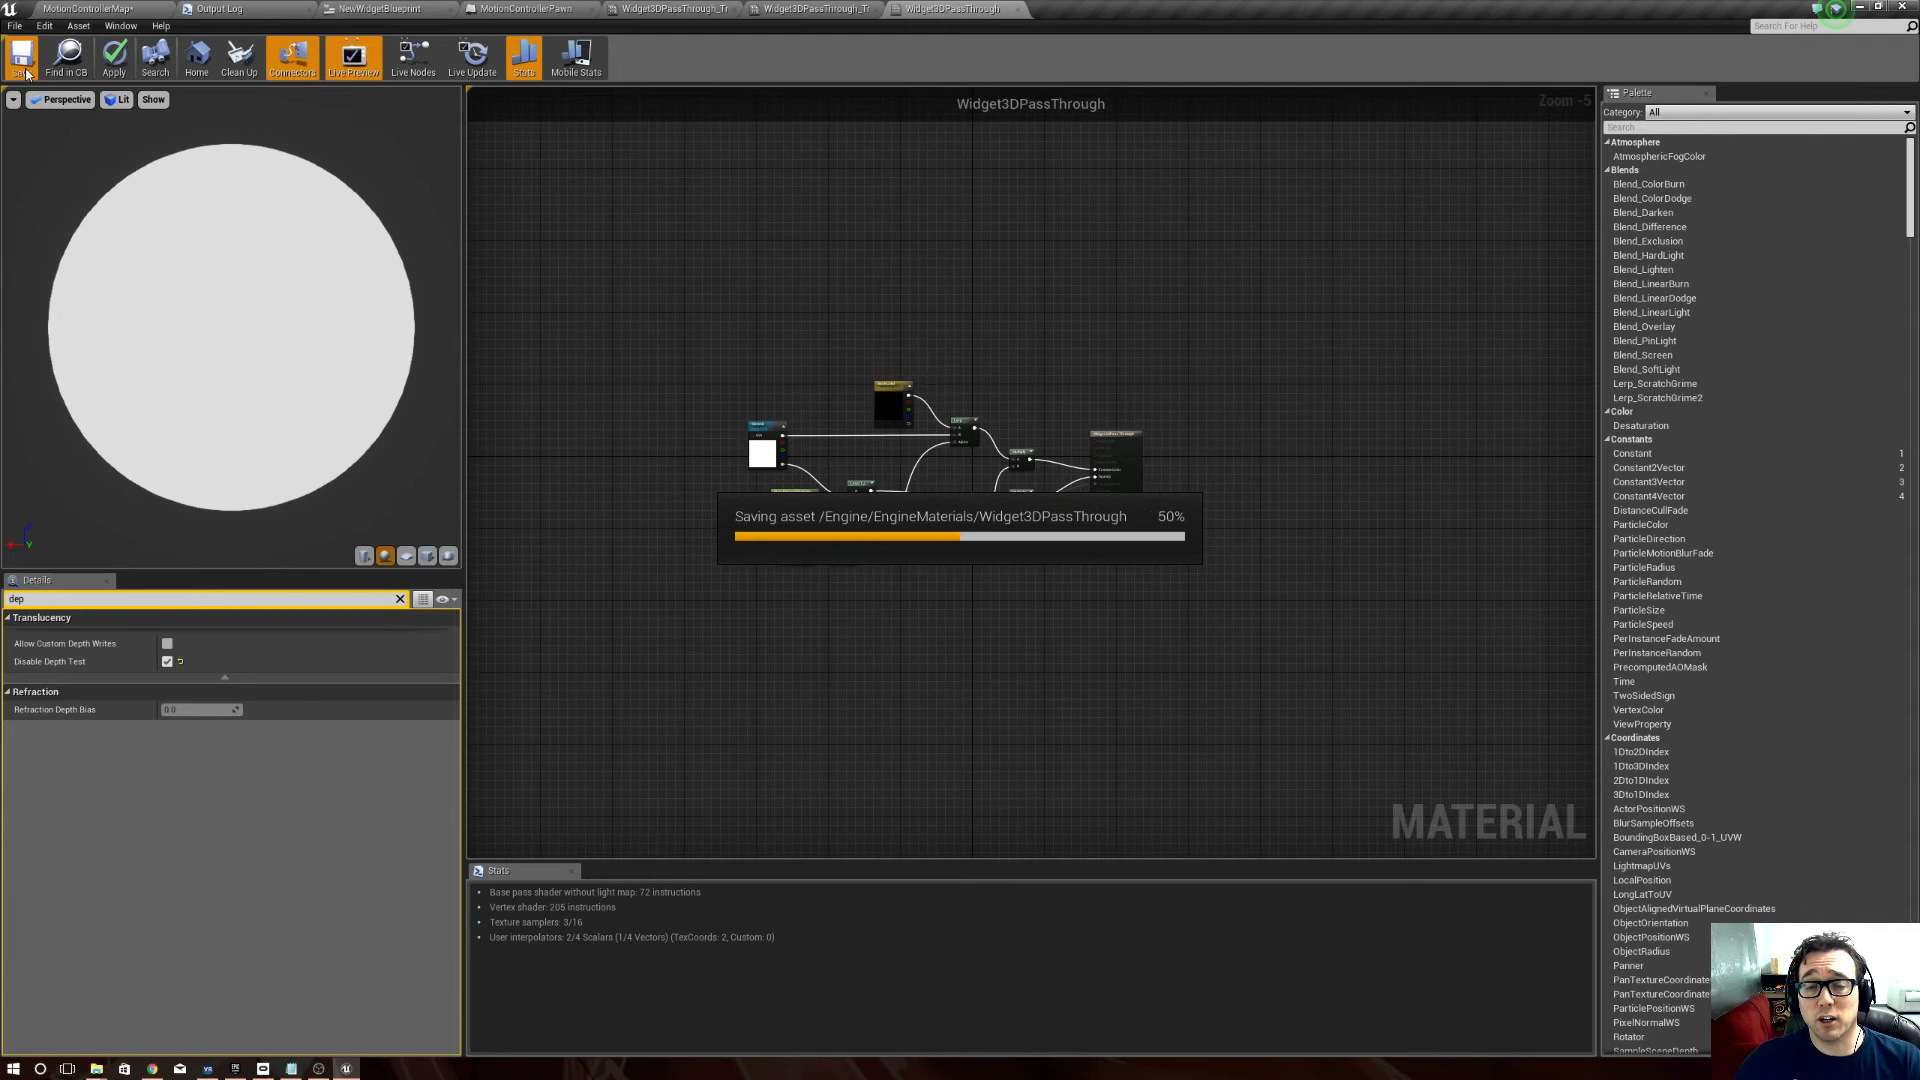 MotionControllerMap*
Output Log
NewWidgetBlueprint
MotionControllerPawn
Widget3DPassThrough_Tr
Widget3DPassThrough_Tr
Widget3DPassThrough
File Edit Asset Window Help
Search For Help
Find in CB
Apply
Search
Home
Clean Up
Connectors
Live Preview
Live Nodes
Live Update
Stats
Mobile Stats
Perspective
Lit
Show
Widget3DPassThrough
Zoom -5
Saving asset /Engine/EngineMaterials/Widget3DPassThrough 50%
MATERIAL
Details
dep
Translucency
Allow Custom Depth Writes
Disable Depth Test
Refraction
Refraction Depth Bias 0.0
Stats
Base pass shader without light map: 72 instructions
Vertex shader: 205 instructions
Texture samplers: 3/16
User interpolators: 2/4 Scalars (1/4 Vectors) (TexCoords: 2, Custom: 0)
Palette
Category: All
Search
Atmosphere
AtmosphericFogColor
Blends
Blend_ColorBurn
Blend_ColorDodge
Blend_Darken
Blend_Difference
Blend_Exclusion
Blend_HardLight
Blend_Lighten
Blend_LinearBurn
Blend_LinearDodge
Blend_LinearLight
Blend_Overlay
Blend_PinLight
Blend_Screen
Blend_SoftLight
Lerp_ScratchGrime
Lerp_ScratchGrime2
Color
Desaturation
Constants
Constant 1
Constant2Vector 2
Constant3Vector 3
Constant4Vector 4
DistanceCullFade
ParticleColor
ParticleDirection
ParticleMotionBlurFade
ParticleRadius
ParticleRandom
ParticleRelativeTime
ParticleSize
ParticleSpeed
PerInstanceFadeAmount
PerInstanceRandom
PrecomputedAOMask
Time
TwoSidedSign
VertexColor
ViewProperty
Coordinates
1Dto2DIndex
1Dto3DIndex
2Dto1DIndex
3Dto1DIndex
ActorPositionWS
BlurSampleOffsets
BoundingBoxBased_0-1_UVW
CameraPositionWS
LightmapUVs
LocalPosition
LongLatToUV
ObjectAlignedVirtualPlaneCoordinates
ObjectOrientation
ObjectPositionWS
ObjectRadius
Panner
PanTextureCoordinate
PanTextureCoordinate
ParticlePositionWS
PixelNormalWS
Rotator
SampleSceneDepth